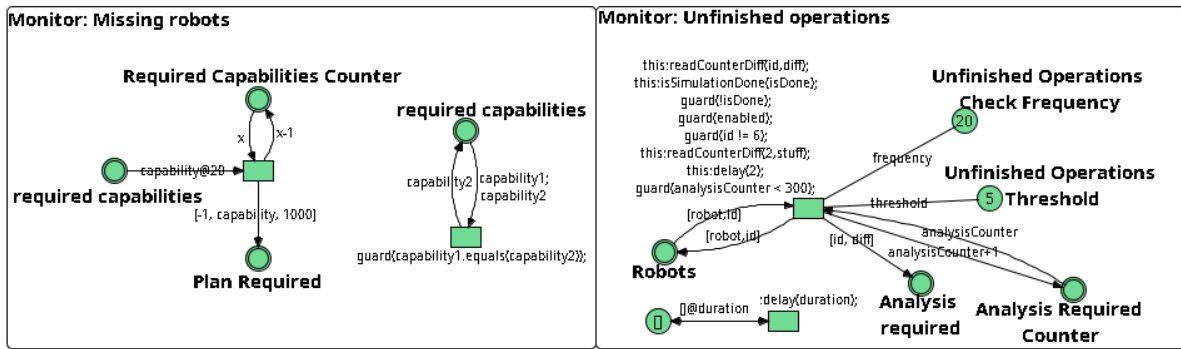 Monitor: Missing robots
Required Capabilities Counter
x
x-1
capability@20
required capabilities
[-1, capability, 1000]
Plan Required
required capabilities
capability2
capability1;
capability2
guard(capability1.equals(capability2));
Monitor: Unfinished operations
this:readCounterDiff(id,diff);
this:isSimulationDone(isDone);
guard(!isDone);
guard(enabled);
guard(id != 6);
this:readCounterDiff(2,stuff);
this:delay(2);
guard(analysisCounter < 300);
Unfinished Operations
Check Frequency
20
frequency
Unfinished Operations
Threshold
5
threshold
[robot,id]
[robot,id]
Robots
[id, diff]
analysisCounter
analysisCounter+1
Analysis
required
Analysis Required
Counter
[]
[]@duration
:delay(duration);